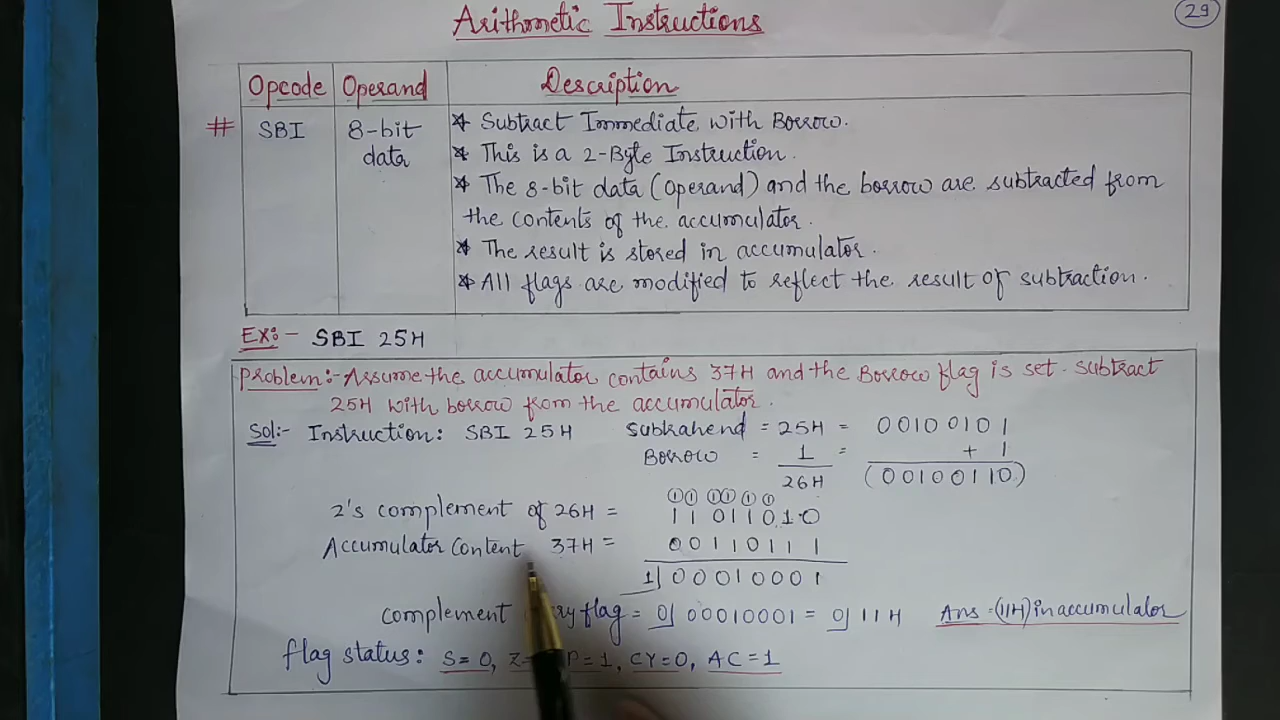 Arithmetic Instructions
29
Opcode Operand Description
# SBI 8-bit data
* Subtract Immediate with Borrow.
* This is a 2-Byte Instruction.
* The 8-bit data (operand) and the borrow are subtracted from
the contents of the accumulator.
* The result is stored in accumulator.
* All flags are modified to reflect the result of subtraction.
EX:- SBI 25H
Problem:- Assume the accumulator contains 37H and the Borrow flag is set. subtract
25H with borrow from the accumulator.
Sol:- Instruction: SBI 25H Subtrahend = 25H = 00100101
Borrow = 1 = + 1
26H (00100110)
1 1 1 1 1 1
2's complement of 26H = 11011010
Accumulator Content 37H = 00110111
1] 00010001
complement flag = 0] 00010001 = 0] 11H Ans = (11H) in accumulator
flag status: S=0, =1, CY=0, AC=1